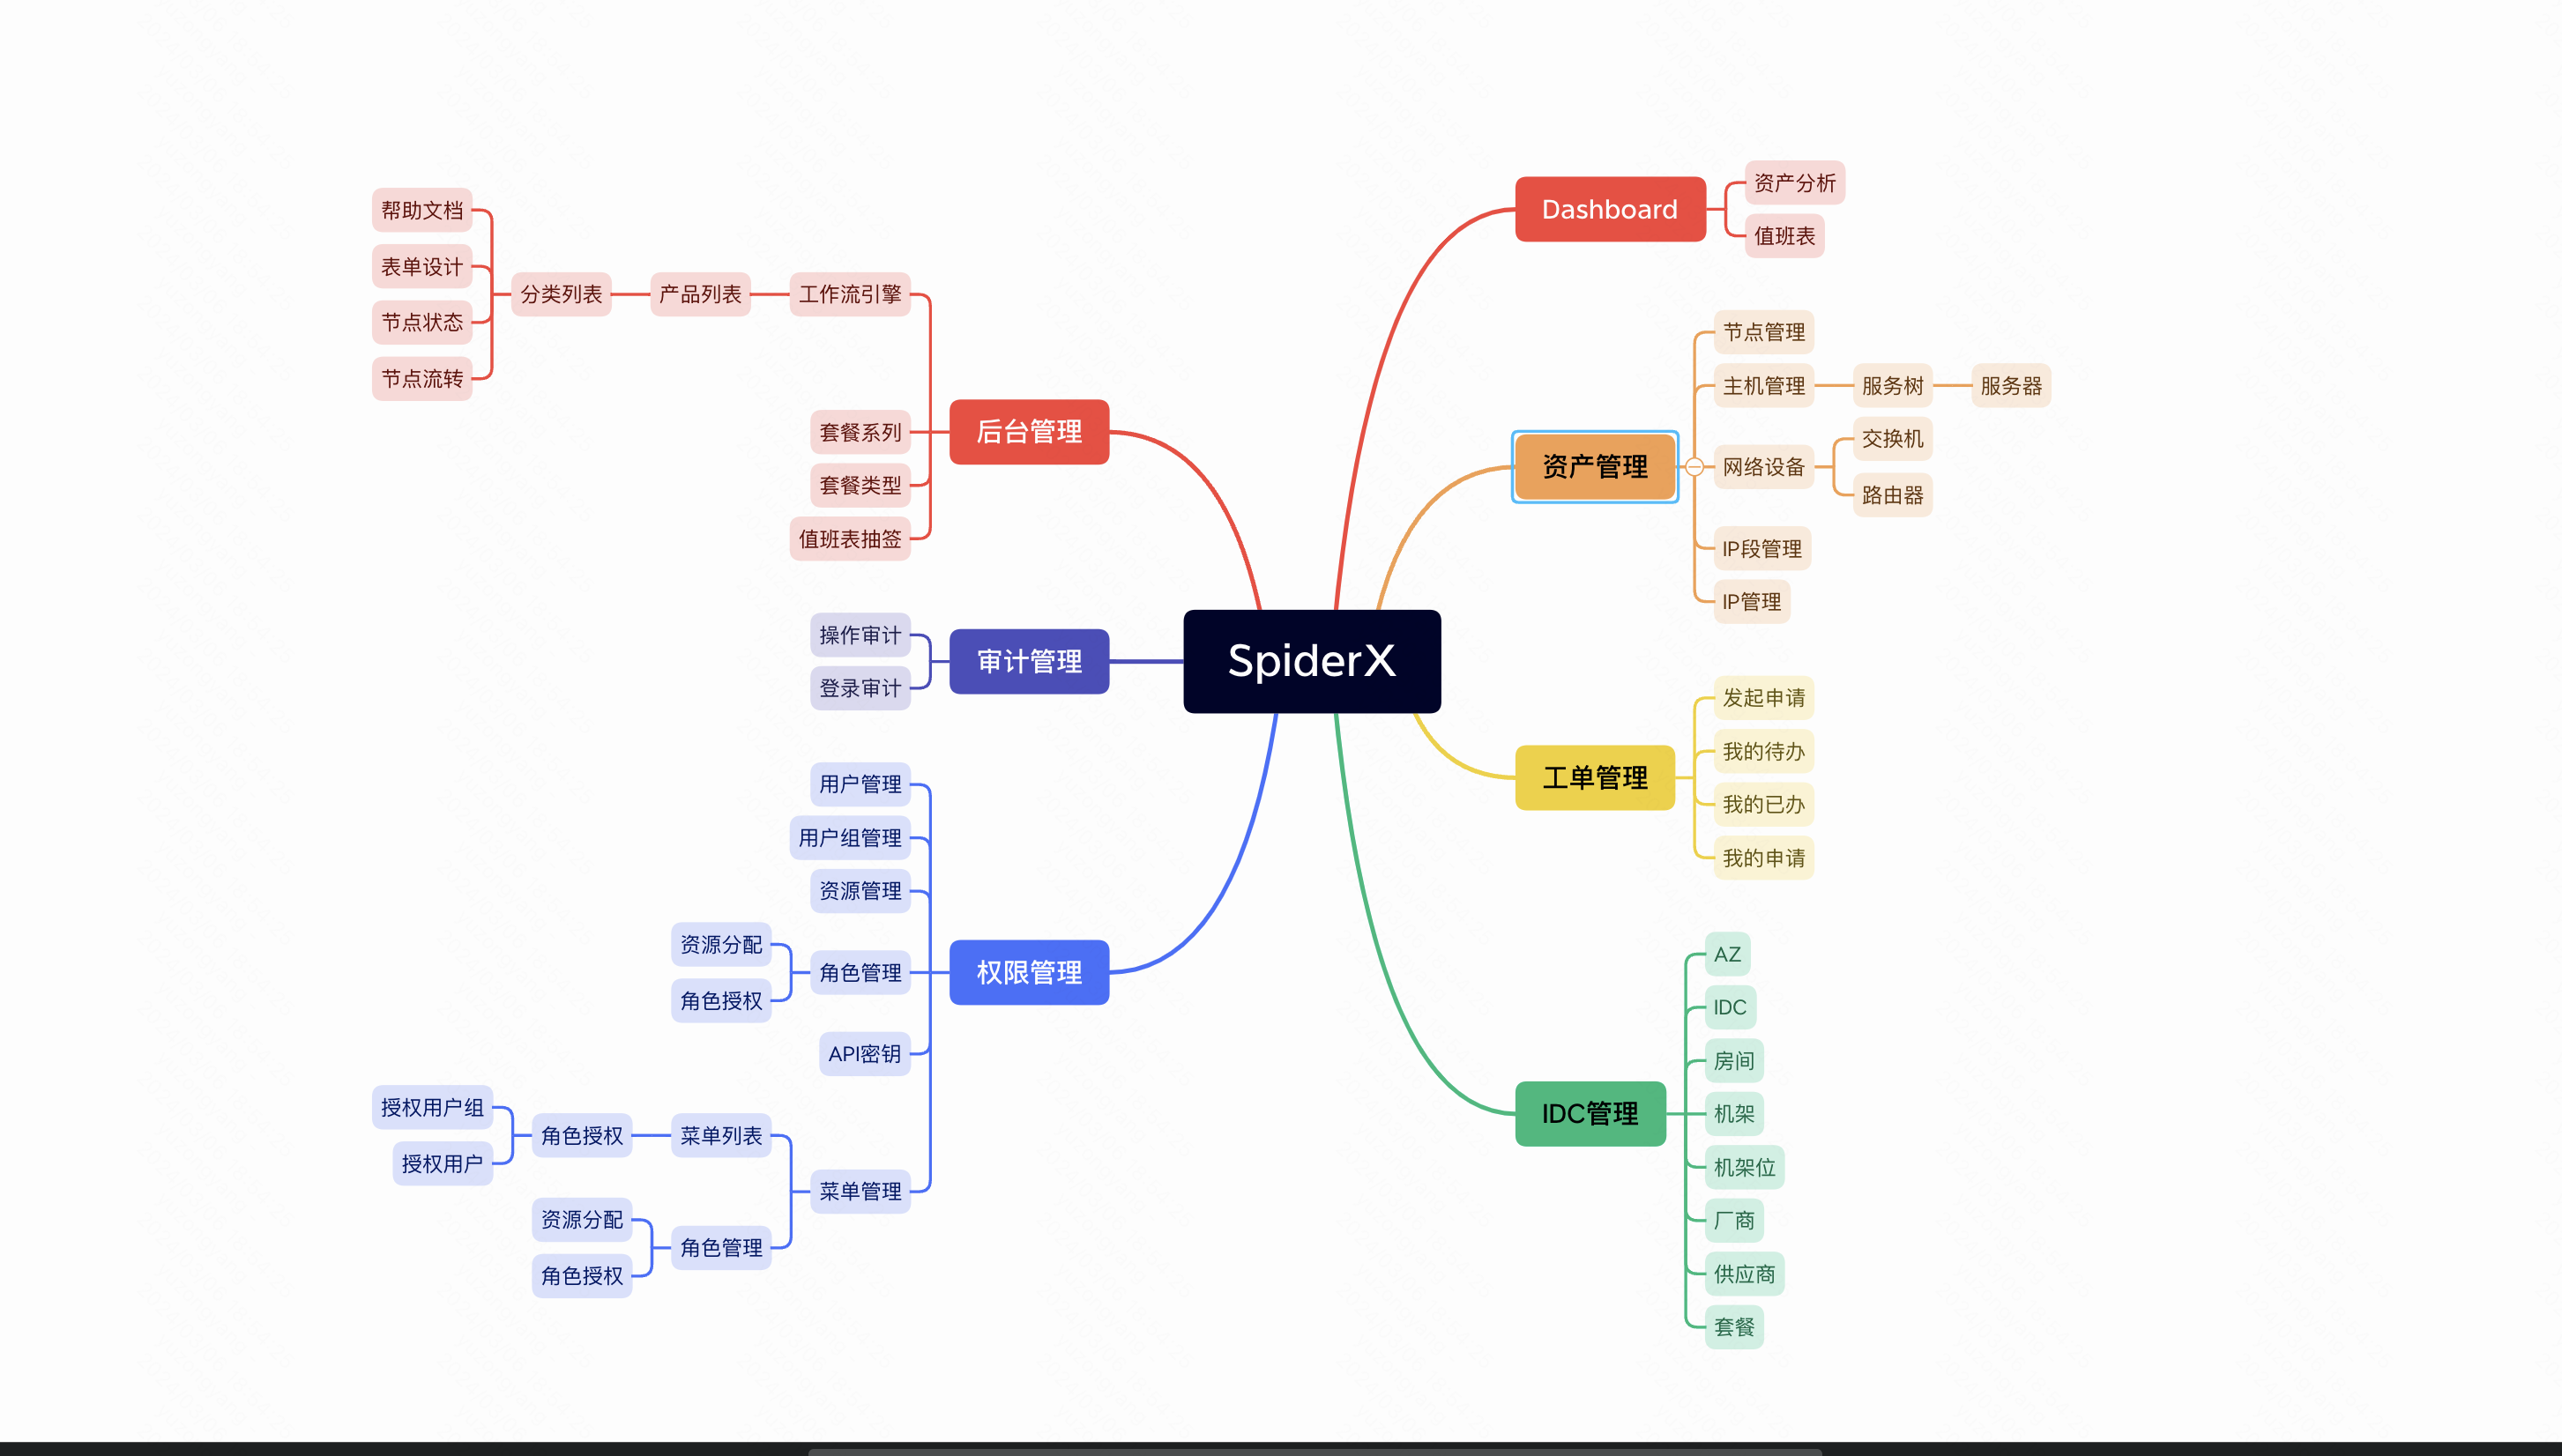 SpiderX
Dashboard
资产分析
值班表
资产管理
节点管理
主机管理
服务树
服务器
网络设备
交换机
路由器
IP段管理
IP管理
工单管理
发起申请
我的待办
我的已办
我的申请
IDC管理
AZ
IDC
房间
机架
机架位
厂商
供应商
套餐
后台管理
工作流引擎
产品列表
分类列表
帮助文档
表单设计
节点状态
节点流转
套餐系列
套餐类型
值班表抽签
审计管理
操作审计
登录审计
权限管理
用户管理
用户组管理
资源管理
角色管理
资源分配
角色授权
API密钥
菜单管理
菜单列表
角色授权
授权用户组
授权用户
角色管理
资源分配
角色授权